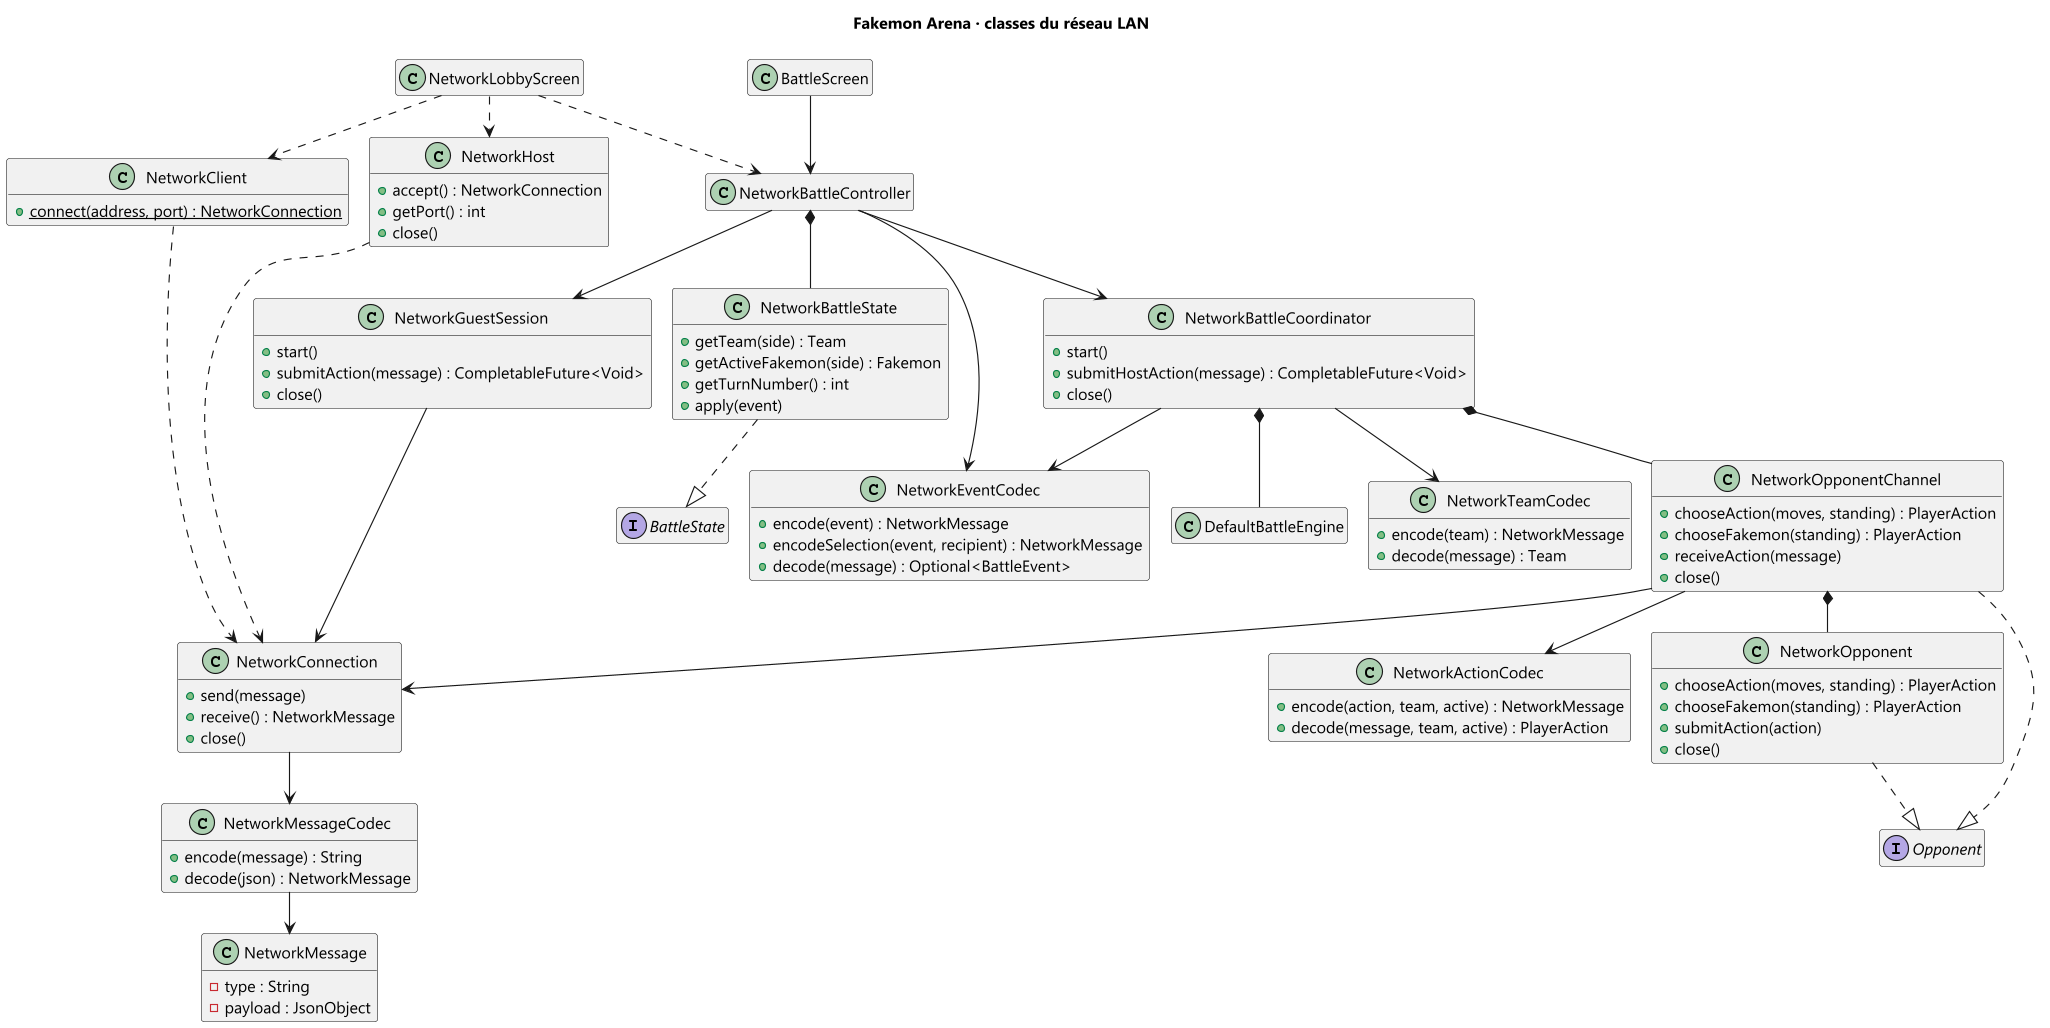 Fakemon Arena · classes du réseau LAN
C NetworkLobbyScreen
C BattleScreen
C NetworkClient
connect(address, port) : NetworkConnection
C NetworkHost
accept() : NetworkConnection
getPort() : int
close()
C NetworkBattleController
C NetworkGuestSession
start()
submitAction(message) : CompletableFuture<Void>
close()
C NetworkBattleState
getTeam(side) : Team
getActiveFakemon(side) : Fakemon
getTurnNumber() : int
apply(event)
C NetworkBattleCoordinator
start()
submitHostAction(message) : CompletableFuture<Void>
close()
I BattleState
C NetworkEventCodec
encode(event) : NetworkMessage
encodeSelection(event, recipient) : NetworkMessage
decode(message) : Optional<BattleEvent>
C DefaultBattleEngine
C NetworkTeamCodec
encode(team) : NetworkMessage
decode(message) : Team
C NetworkOpponentChannel
chooseAction(moves, standing) : PlayerAction
chooseFakemon(standing) : PlayerAction
receiveAction(message)
close()
C NetworkConnection
send(message)
receive() : NetworkMessage
close()
C NetworkActionCodec
encode(action, team, active) : NetworkMessage
decode(message, team, active) : PlayerAction
C NetworkOpponent
chooseAction(moves, standing) : PlayerAction
chooseFakemon(standing) : PlayerAction
submitAction(action)
close()
C NetworkMessageCodec
encode(message) : String
decode(json) : NetworkMessage
I Opponent
C NetworkMessage
type : String
payload : JsonObject